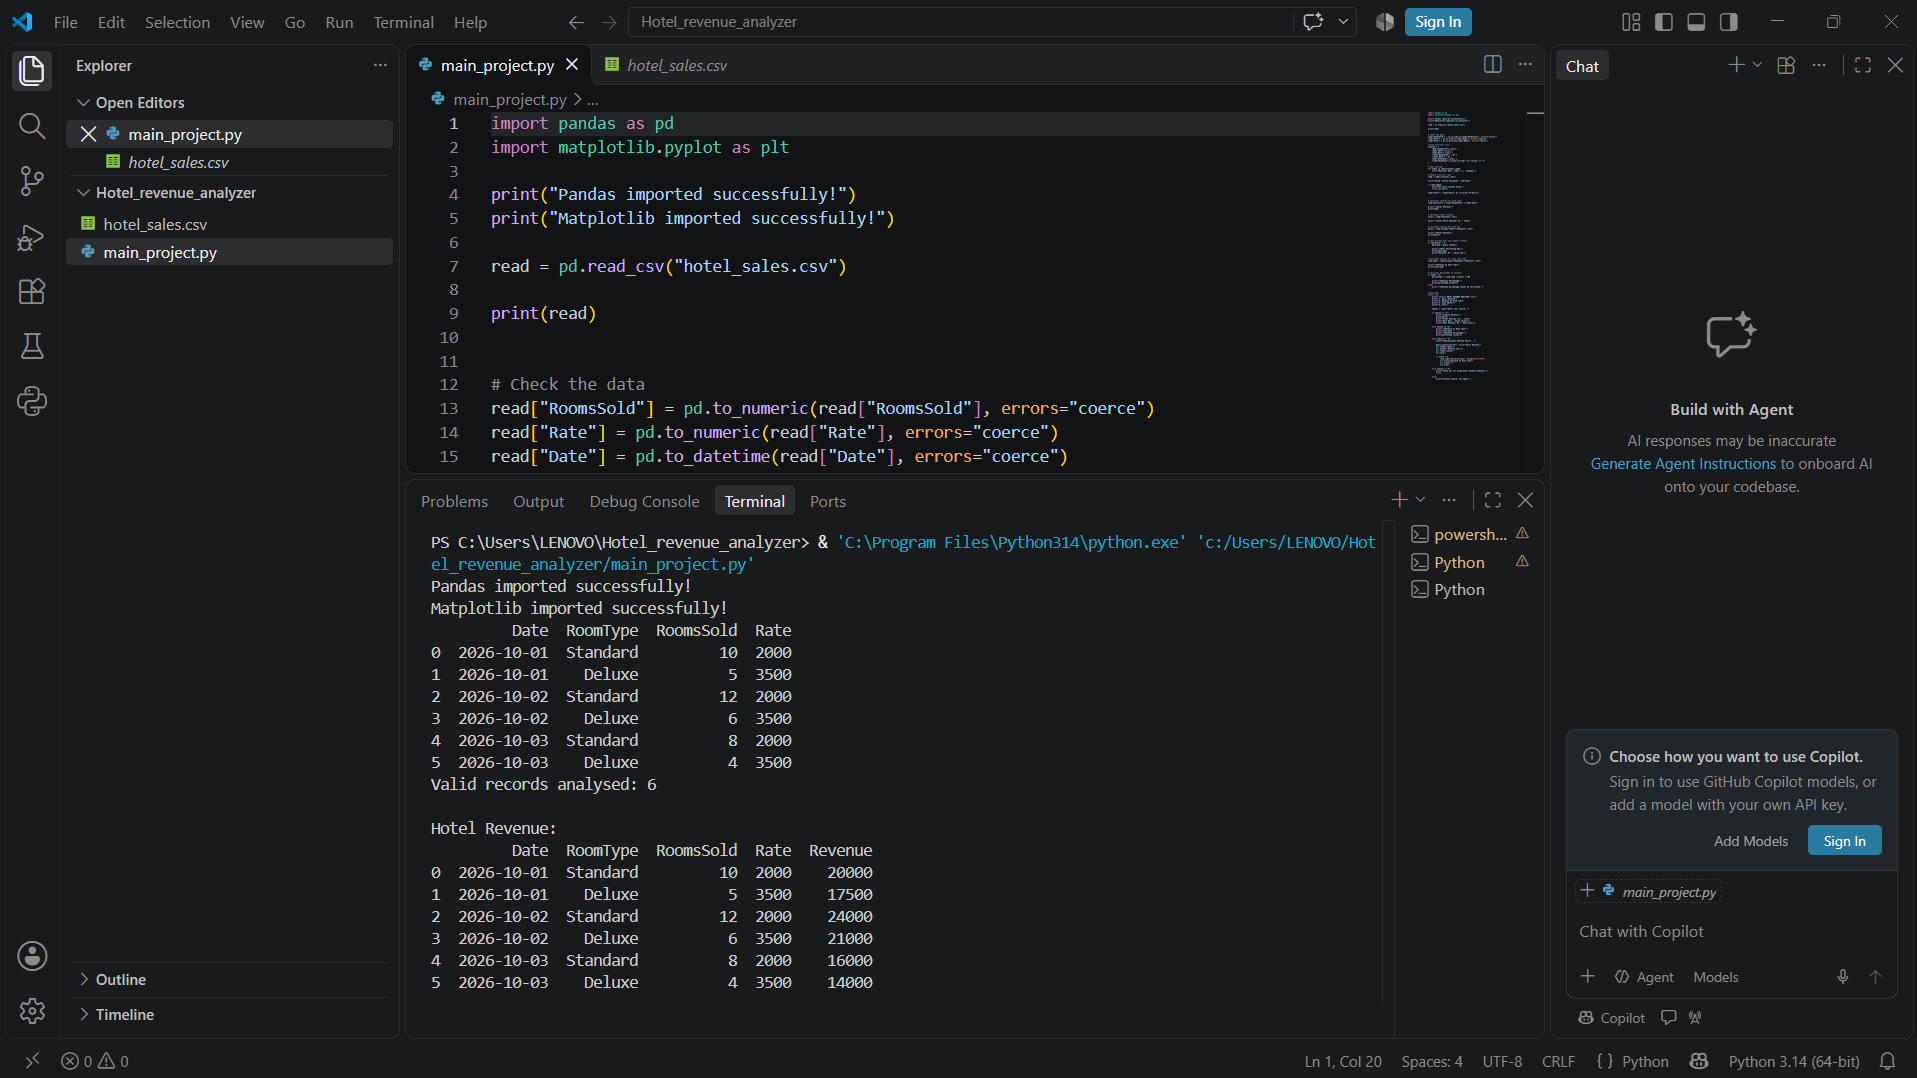 File Edit Selection View Go Run Terminal Help
Hotel_revenue_analyzer
Sign In
Explorer
Open Editors
main_project.py
hotel_sales.csv
Hotel_revenue_analyzer
hotel_sales.csv
main_project.py
Outline
Timeline
main_project.py
hotel_sales.csv
main_project.py > ...
1 import pandas as pd
2 import matplotlib.pyplot as plt
3
4 print("Pandas imported successfully!")
5 print("Matplotlib imported successfully!")
6
7 read = pd.read_csv("hotel_sales.csv")
8
9 print(read)
10
11
12 # Check the data
13 read["RoomsSold"] = pd.to_numeric(read["RoomsSold"], errors="coerce")
14 read["Rate"] = pd.to_numeric(read["Rate"], errors="coerce")
15 read["Date"] = pd.to_datetime(read["Date"], errors="coerce")
Problems Output Debug Console Terminal Ports
PS C:\Users\LENOVO\Hotel_revenue_analyzer> & 'C:\Program Files\Python314\python.exe' 'c:/Users/LENOVO/Hot
el_revenue_analyzer/main_project.py'
Pandas imported successfully!
Matplotlib imported successfully!
Date RoomType RoomsSold Rate
0 2026-10-01 Standard 10 2000
1 2026-10-01 Deluxe 5 3500
2 2026-10-02 Standard 12 2000
3 2026-10-02 Deluxe 6 3500
4 2026-10-03 Standard 8 2000
5 2026-10-03 Deluxe 4 3500
Valid records analysed: 6
Hotel Revenue:
Date RoomType RoomsSold Rate Revenue
0 2026-10-01 Standard 10 2000 20000
1 2026-10-01 Deluxe 5 3500 17500
2 2026-10-02 Standard 12 2000 24000
3 2026-10-02 Deluxe 6 3500 21000
4 2026-10-03 Standard 8 2000 16000
5 2026-10-03 Deluxe 4 3500 14000
powersh...
Python
Python
Chat
Build with Agent
AI responses may be inaccurate
Generate Agent Instructions to onboard AI
onto your codebase.
Choose how you want to use Copilot.
Sign in to use GitHub Copilot models, or
add a model with your own API key.
Add Models Sign In
main_project.py
Chat with Copilot
Agent Models
Copilot
0 0
Ln 1, Col 20 Spaces: 4 UTF-8 CRLF {} Python Python 3.14 (64-bit)